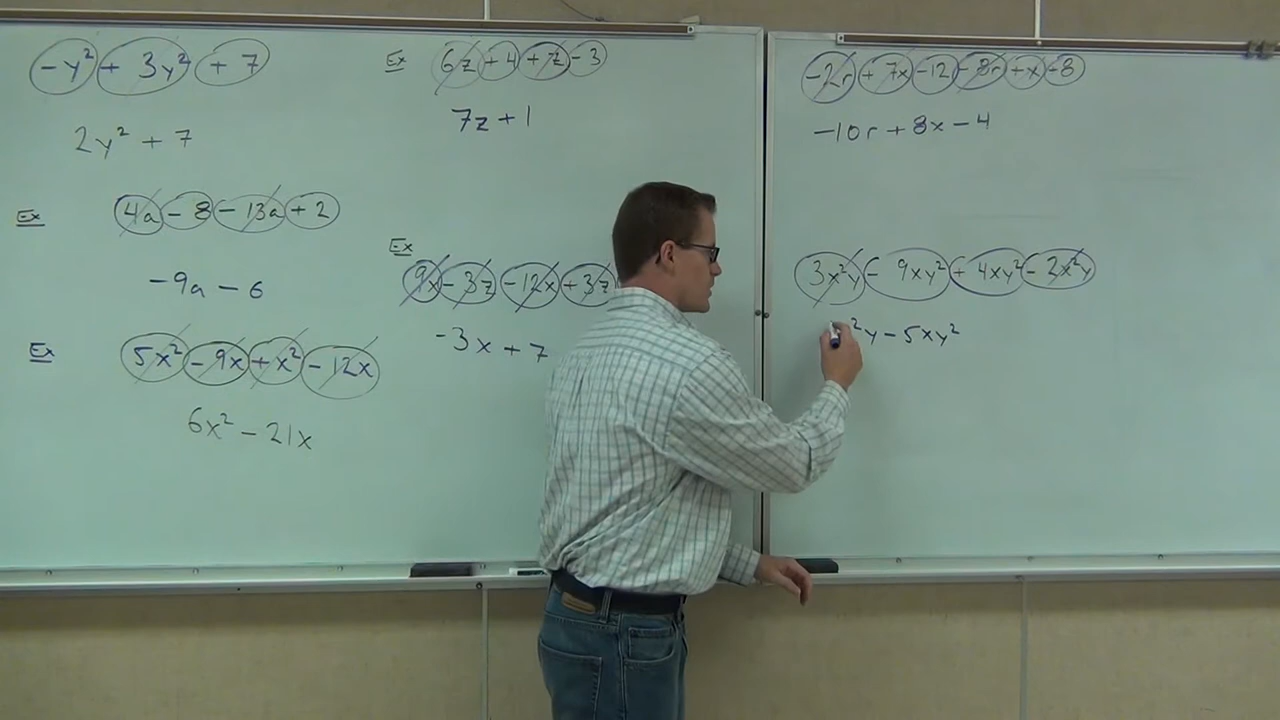 -y² + 3y² + 7
2y² + 7
Ex 4a - 8 - 13a + 2
-9a - 6
Ex 5x² - 9x + x² - 12x
6x² - 21x
Ex 6z + 4 + z - 3
7z + 1
Ex
9x - 3z - 12x + 3z
-3x + 7
-2r + 7x - 12 - 8r + x + 8
-10r + 8x - 4
3x²y - 9xy² + 4xy² - 2x²y
²y - 5xy²